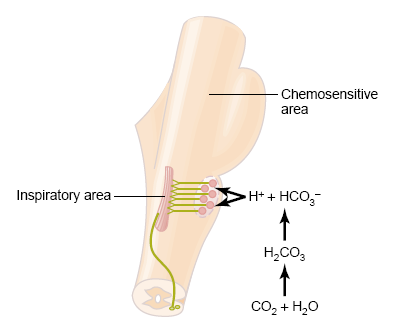 Chemosensitive
area
Inspiratory area
H⁺ + HCO₃⁻
H₂CO₃
CO₂ + H₂O